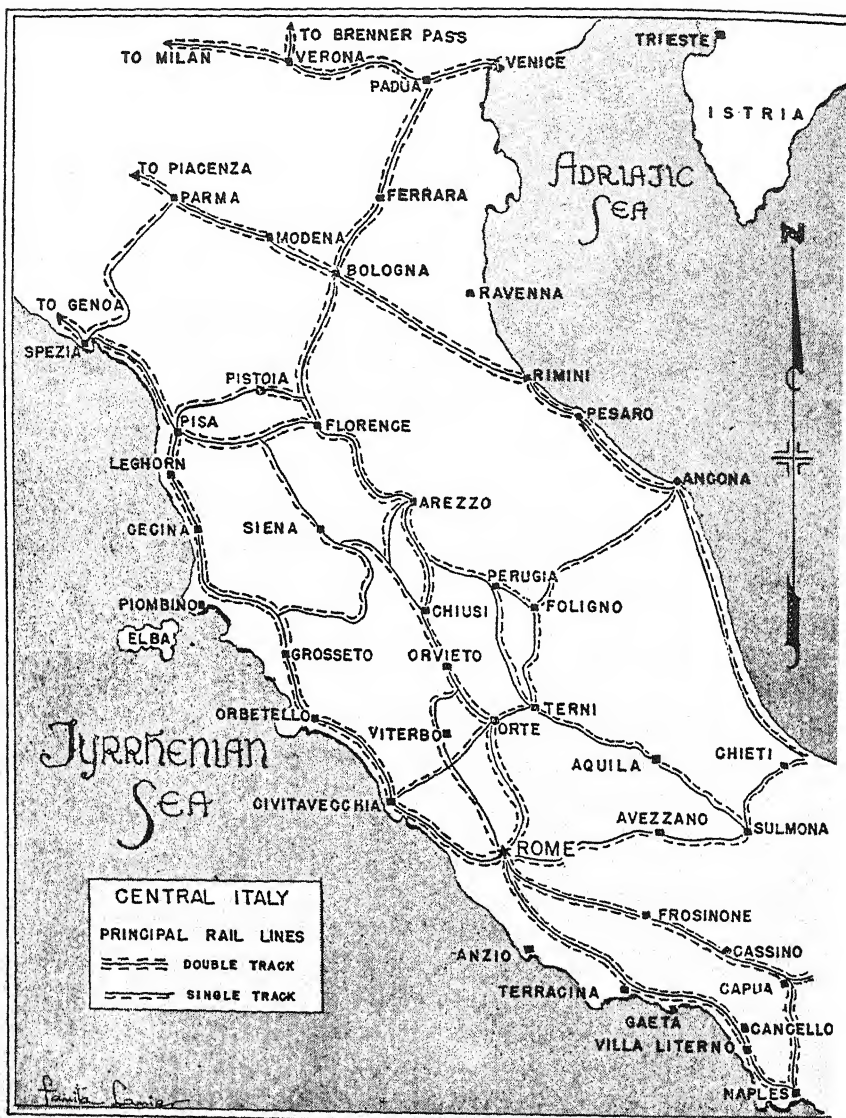 TO BRENNER PASS
TO MILAN
VERONA
PADUA
VENICE
TRIESTE
ISTRIA
TO PIACENZA
PARMA
FERRARA
ADRIATIC
SEA
N
MODENA
BOLOGNA
RAVENNA
TO GENOA
SPEZIA
RIMINI
PISTOIA
PESARO
PISA
FLORENCE
LEGHORN
ANCONA
AREZZO
CECINA
SIENA
PERUGIA
PIOMBINO
CHIUSI
FOLIGNO
ELBA
GROSSETO
ORVIETO
TERNI
ORBETELLO
VITERBO
ORTE
CHIETI
TYRRHENIAN
SEA
AQUILA
CIVITAVECCHIA
AVEZZANO
SULMONA
ROME
CENTRAL ITALY
PRINCIPAL RAIL LINES
DOUBLE TRACK
SINGLE TRACK
FROSINONE
ANZIO
CASSINO
TERRACINA
CAPUA
GAETA
CANCELLO
VILLA LITERNO
NAPLES